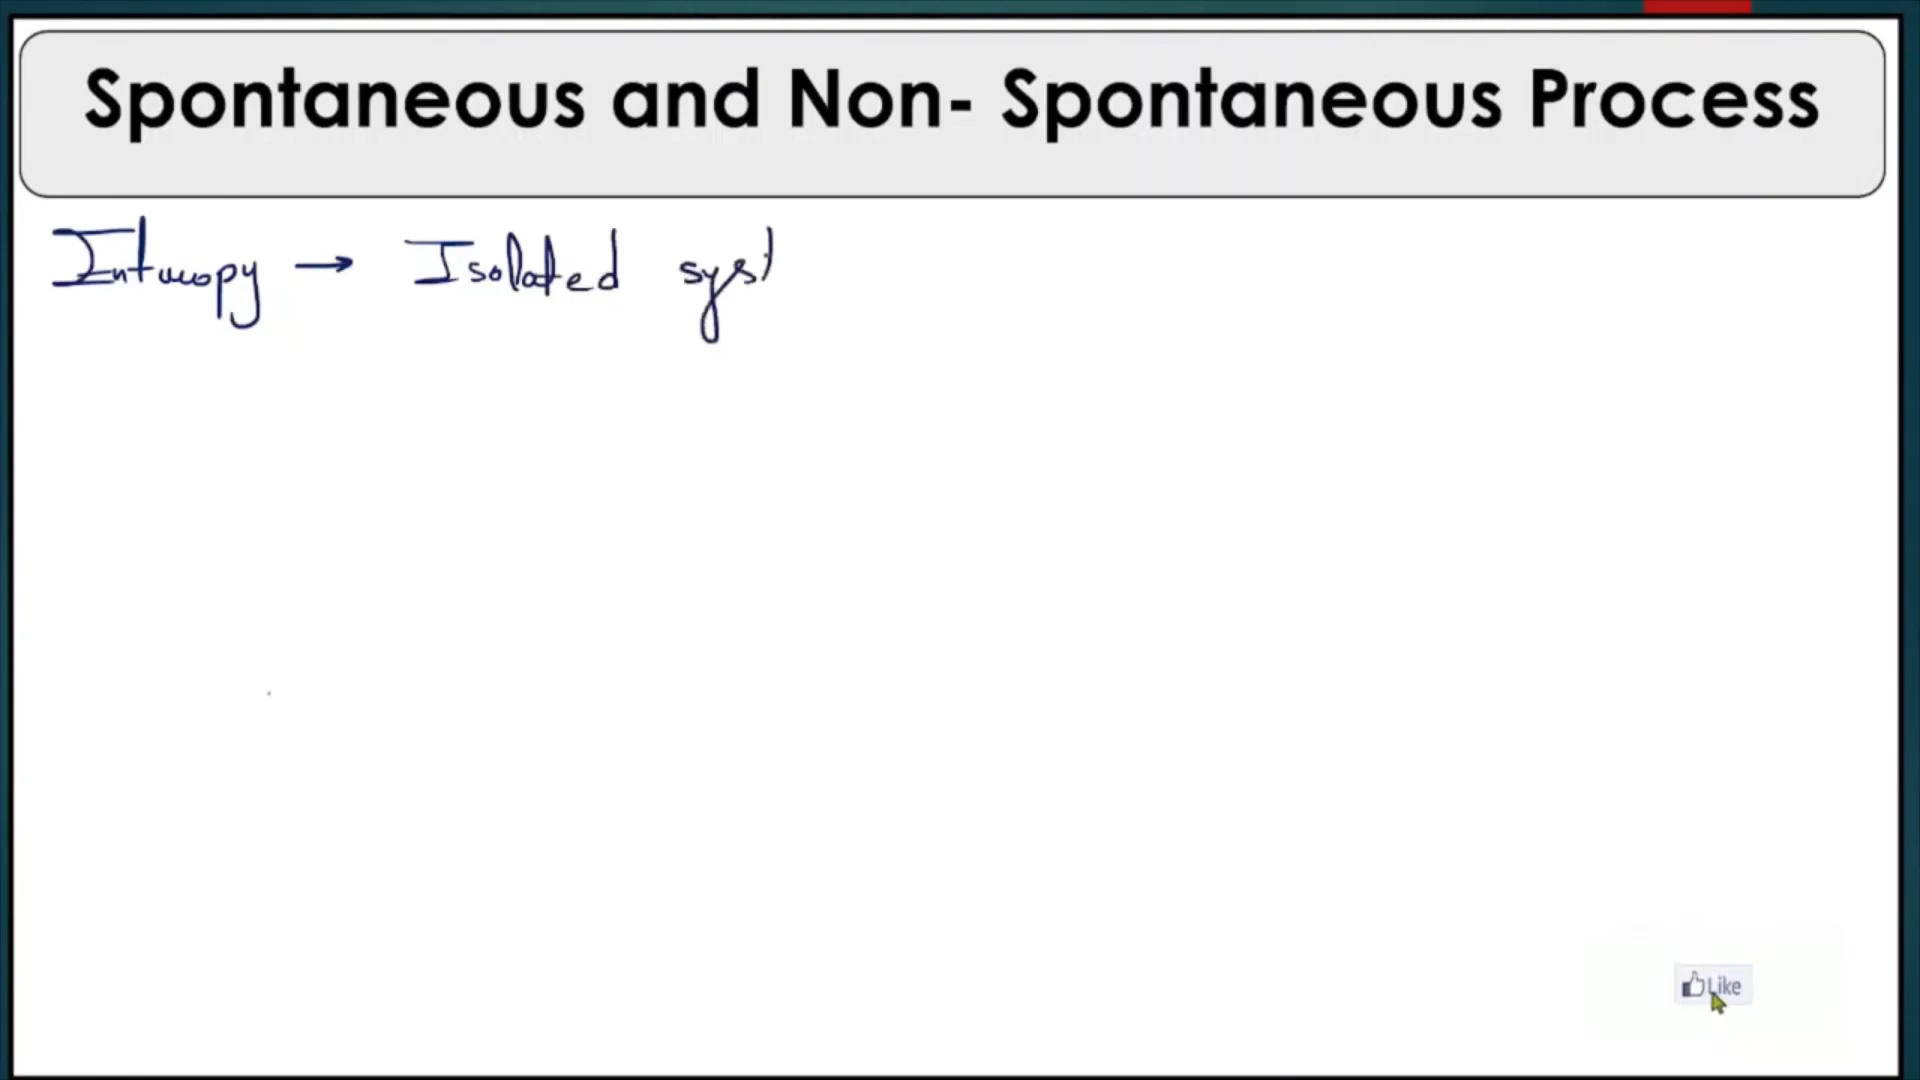 Spontaneous and Non- Spontaneous Process
Intropy → Isolated syst
Like